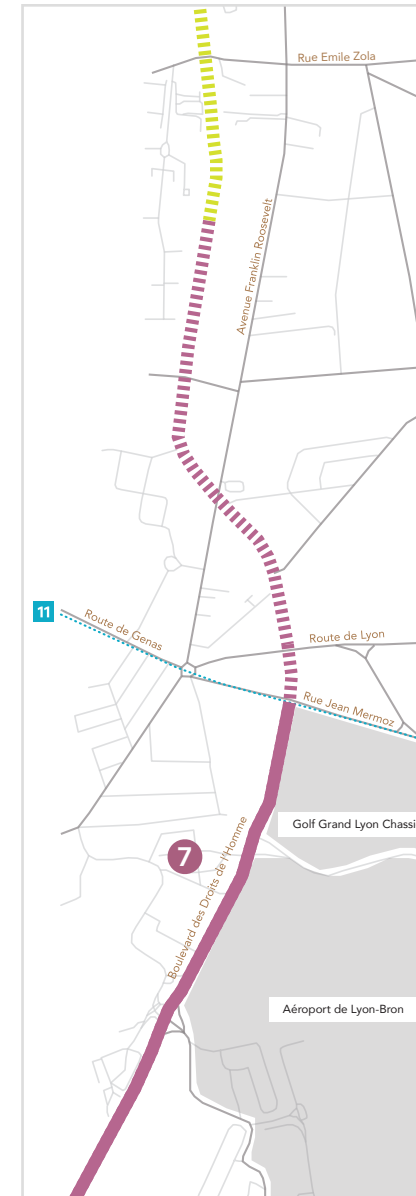 Rue Emile Zola
Avenue Franklin Roosevelt
11
Route de Genas
Route de Lyon
Rue Jean Mermoz
Golf Grand Lyon Chassi
7
Boulevard des Droits de l'Homme
Aéroport de Lyon-Bron